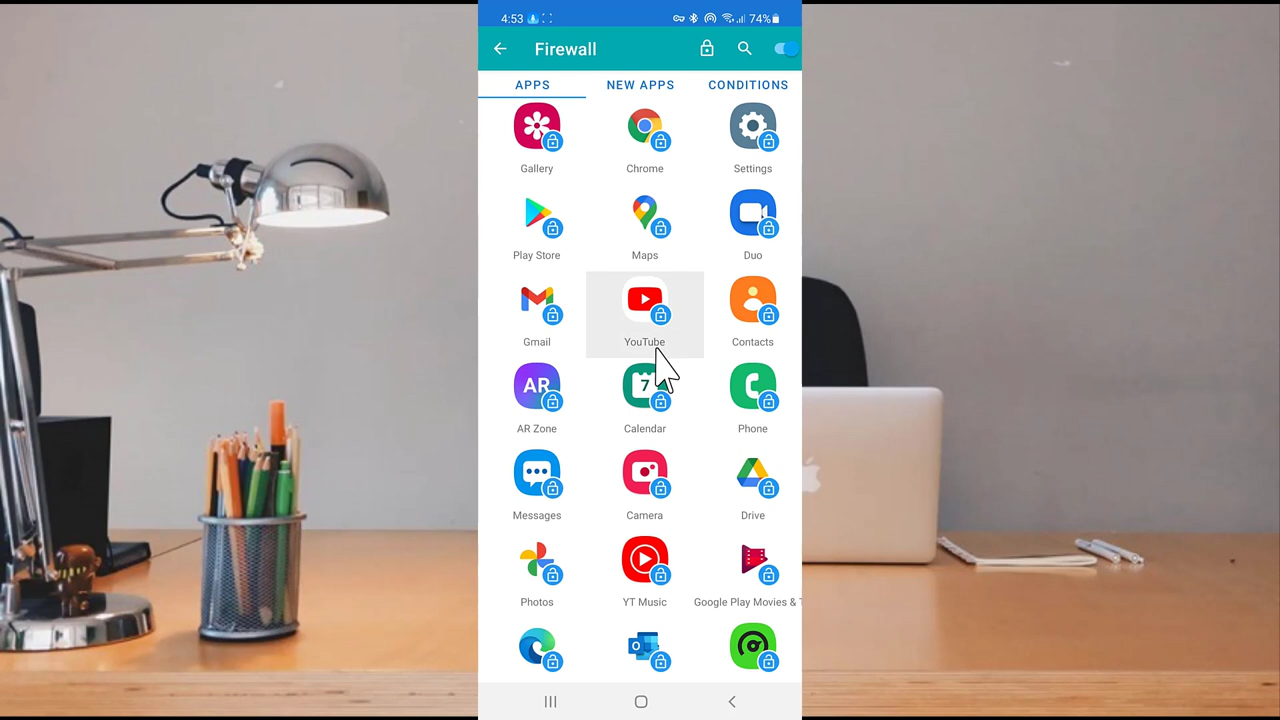 4:53 74%
Firewall
APPS NEW APPS CONDITIONS
Gallery Chrome Settings
Play Store Maps Duo
Gmail YouTube Contacts
AR
7
AR Zone Calendar Phone
Messages Camera Drive
Photos YT Music Google Play Movies & T
O